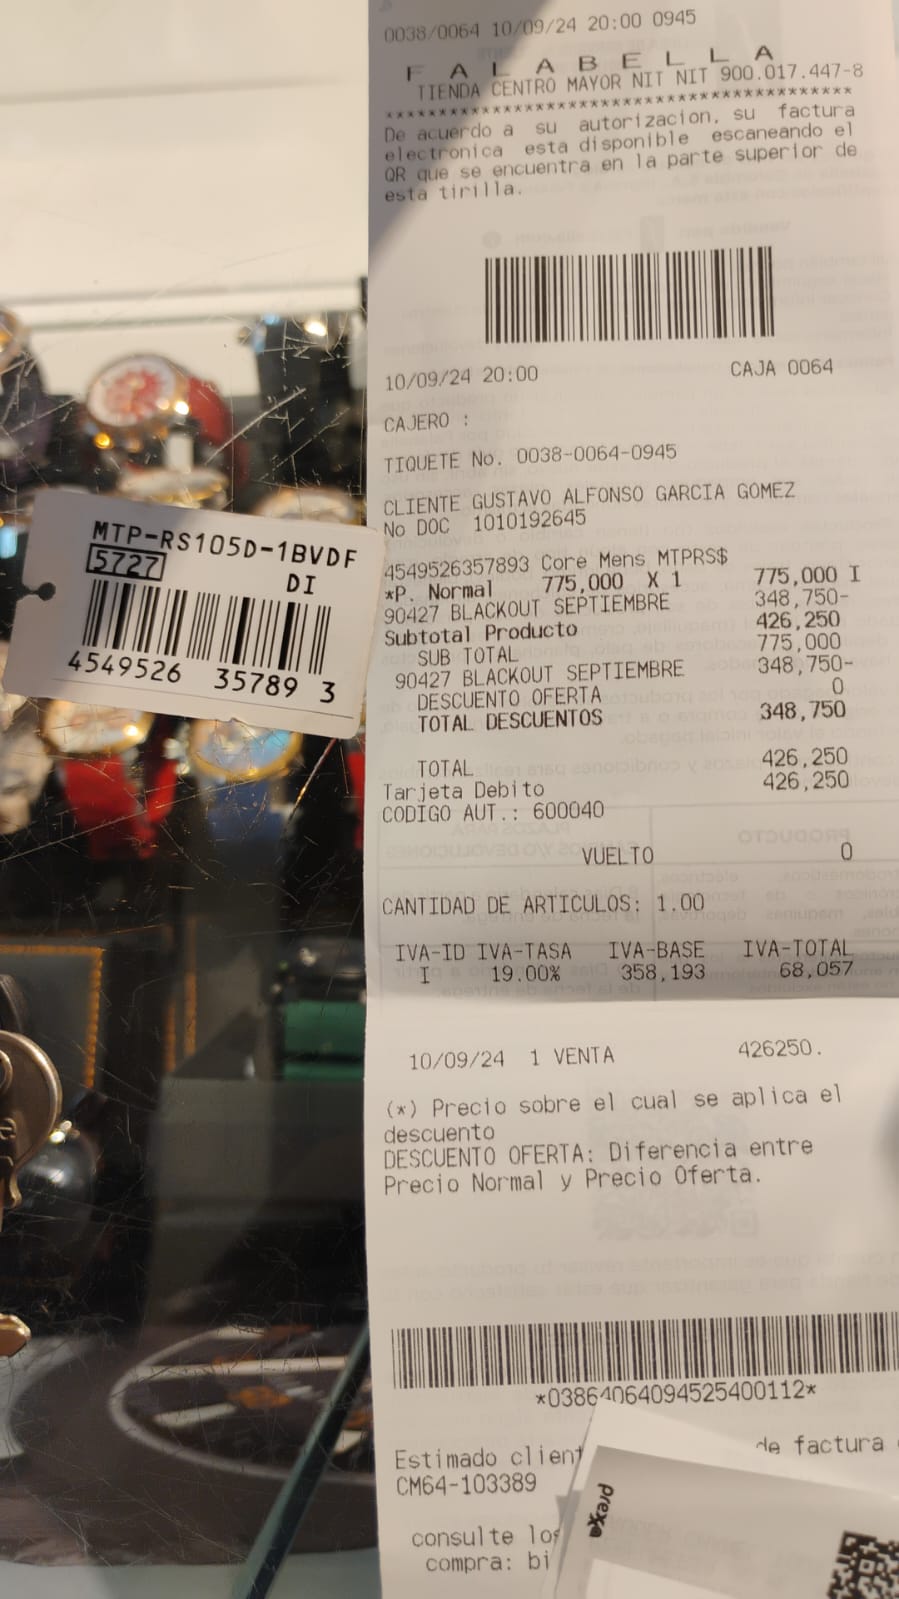 0038/0064 10/09/24 20:00 0945
F A L A B E L L A
TIENDA CENTRO MAYOR NIT NIT 900.017.447-8
******************************************
De acuerdo a su autorizacion, su factura
electronica esta disponible escaneando el
QR que se encuentra en la parte superior de
esta tirilla.
10/09/24 20:00 CAJA 0064
CAJERO :
TIQUETE No. 0038-0064-0945
CLIENTE GUSTAVO ALFONSO GARCIA GOMEZ
No DOC 1010192645
4549526357893 Core Mens MTPRS$
*P. Normal 775,000 X 1 775,000 I
90427 BLACKOUT SEPTIEMBRE 348,750-
Subtotal Producto 426,250
SUB TOTAL 775,000
90427 BLACKOUT SEPTIEMBRE 348,750-
DESCUENTO OFERTA 0
TOTAL DESCUENTOS 348,750
TOTAL 426,250
Tarjeta Debito 426,250
CODIGO AUT.: 600040
VUELTO 0
CANTIDAD DE ARTICULOS: 1.00
IVA-ID IVA-TASA IVA-BASE IVA-TOTAL
I 19.00% 358,193 68,057
10/09/24 1 VENTA 426250.
(*) Precio sobre el cual se aplica el
descuento
DESCUENTO OFERTA: Diferencia entre
Precio Normal y Precio Oferta.
*03864064094525400112*
Estimado client de factura
CM64-103389
consulte los
compra: bi
prexa
MTP-RS105D-1BVDF
5727 DI
4549526 35789 3